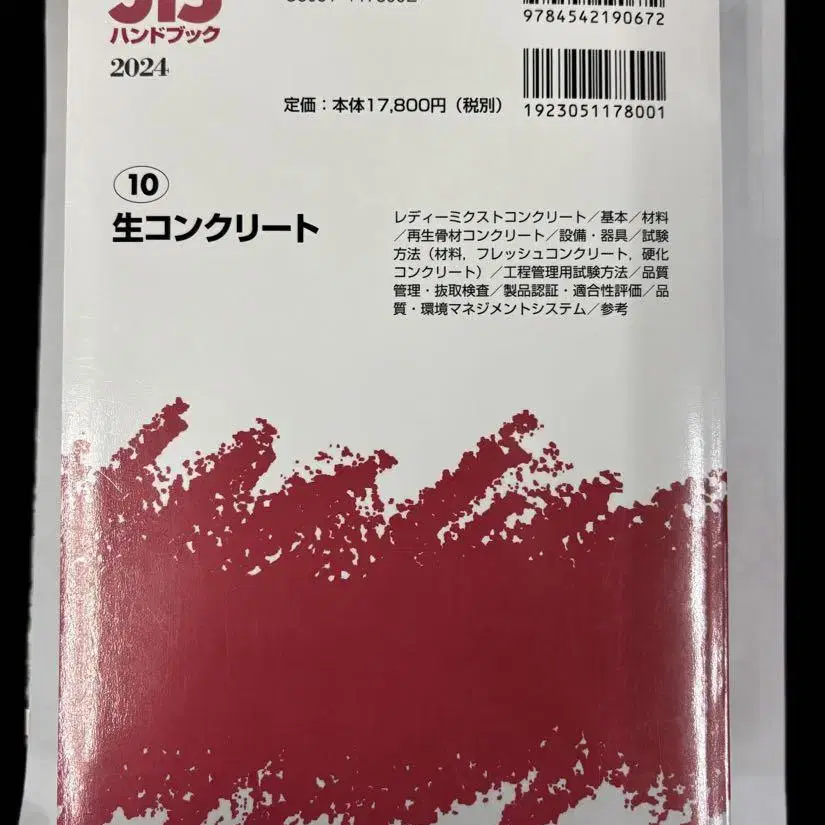 JIS
9784542190672
ハンドブック
2024
定価：本体17,800円（税別）
1923051178001
10
生コンクリート
レディーミクストコンクリート／基本／材料
／再生骨材コンクリート／設備・器具／試験
方法（材料，フレッシュコンクリート，硬化
コンクリート）／工程管理用試験方法／品質
管理・抜取検査／製品認証・適合性評価／品
質・環境マネジメントシステム／参考